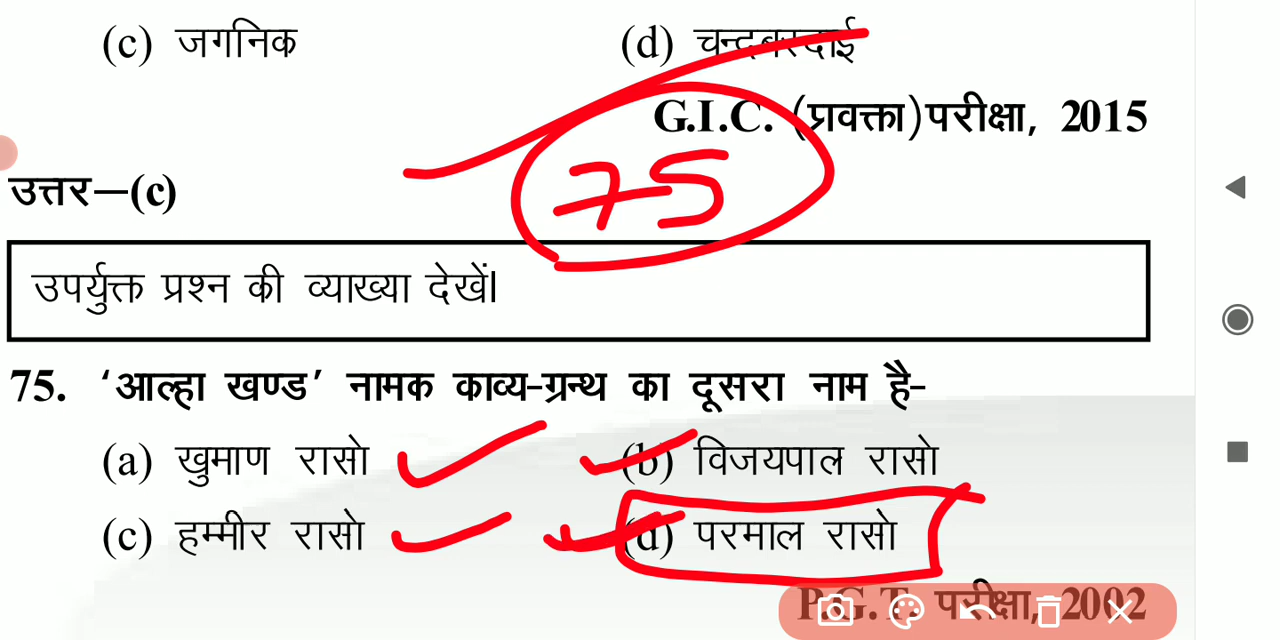 (c) जगनिक (d) चन्दबरदाई
G.I.C. (प्रवक्ता) परीक्षा, 2015
75
उत्तर–(c)
उपर्युक्त प्रश्न की व्याख्या देखें।
75. ‘आल्हा खण्ड’ नामक काव्य-ग्रन्थ का दूसरा नाम है-
(a) खुमाण रासो (b) विजयपाल रासो
(c) हम्मीर रासो (d) परमाल रासो
P.G.T. परीक्षा, 2002